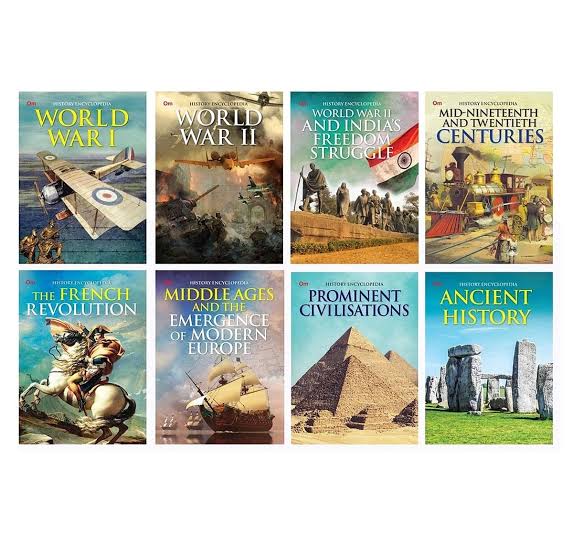 Om
HISTORY ENCYCLOPEDIA
WORLD
WAR I
Om
HISTORY ENCYCLOPEDIA
WORLD
WAR II
Om
HISTORY ENCYCLOPEDIA
WORLD WAR II
AND INDIA'S
FREEDOM
STRUGGLE
Om
HISTORY ENCYCLOPEDIA
MID-NINETEENTH
AND TWENTIETH
CENTURIES
Om
HISTORY ENCYCLOPEDIA
THE FRENCH
REVOLUTION
Om
HISTORY ENCYCLOPEDIA
MIDDLE AGES
AND THE
EMERGENCE
OF MODERN
EUROPE
Om
HISTORY ENCYCLOPEDIA
PROMINENT
CIVILISATIONS
Om
HISTORY ENCYCLOPEDIA
ANCIENT
HISTORY